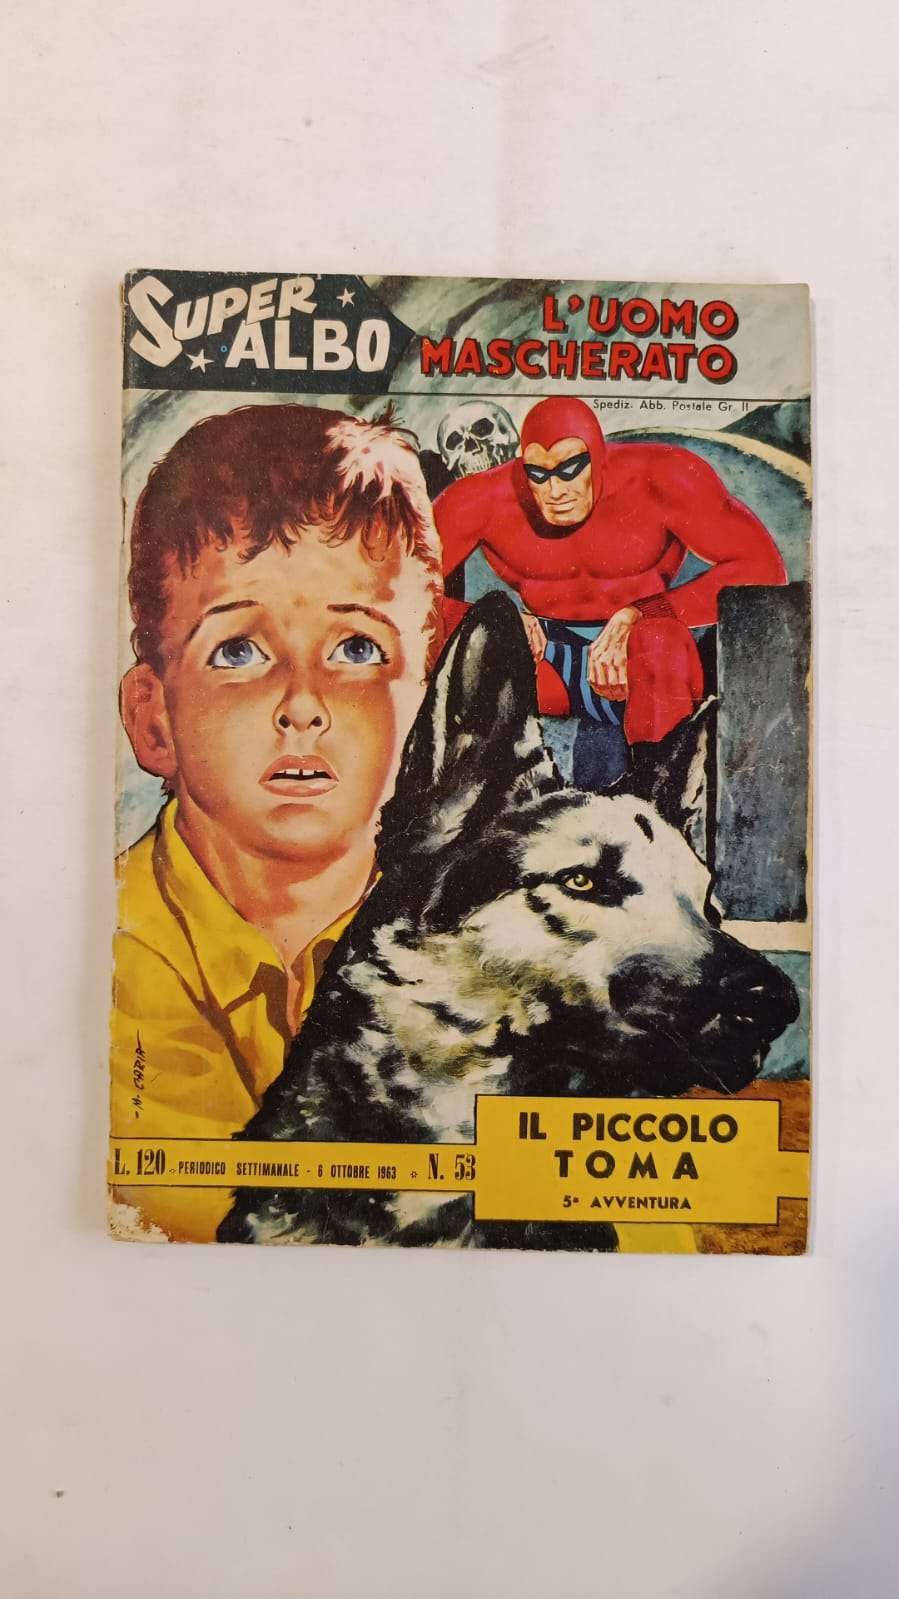 SUPER
ALBO
L'UOMO
MASCHERATO
Spediz. Abb. Postale Gr. II
M. CARIA
IL PICCOLO
TOMA
5ª AVVENTURA
L. 120 PERIODICO SETTIMANALE - 6 OTTOBRE 1963 N. 53